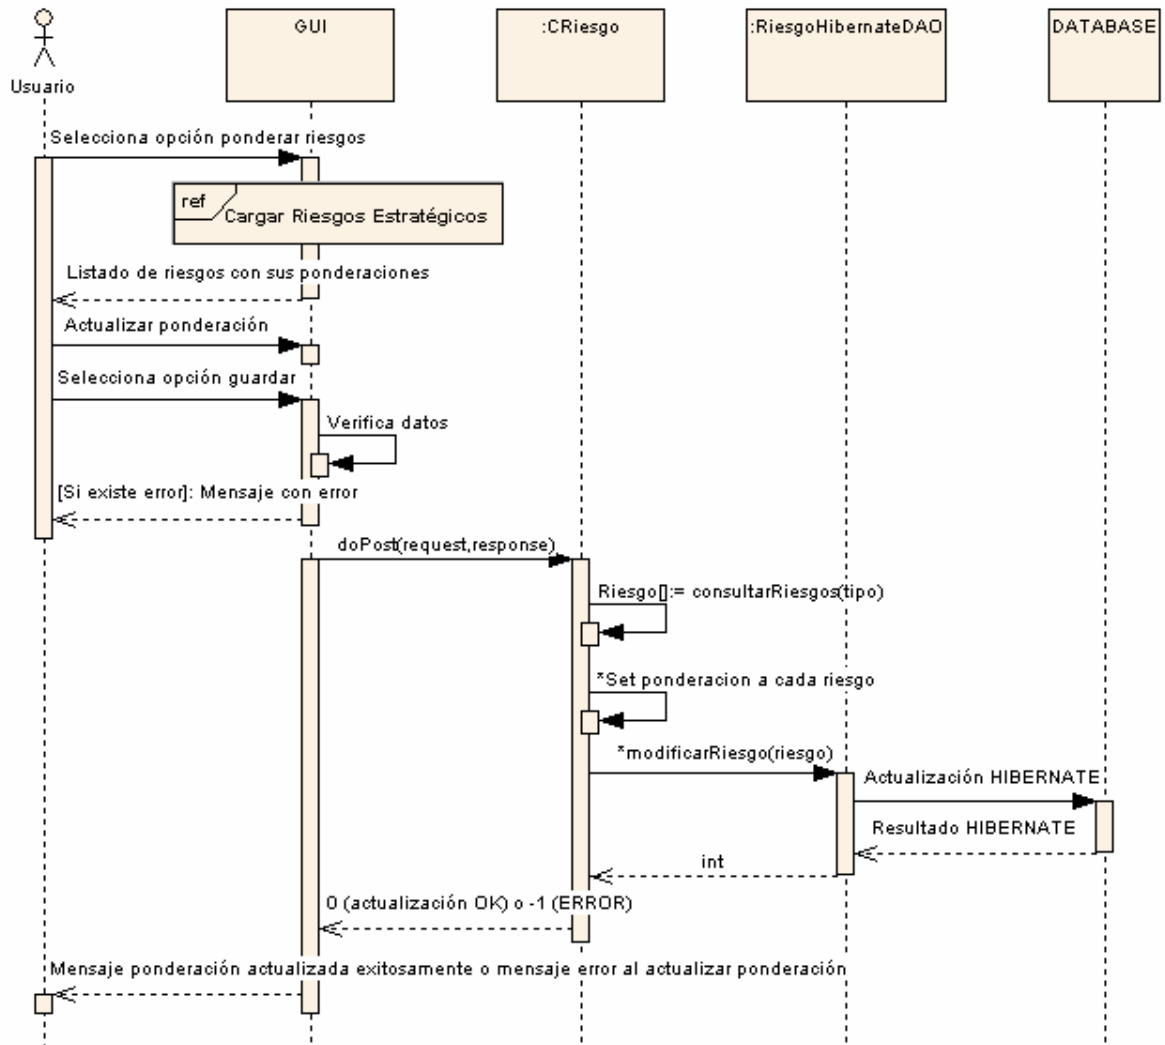 GUI
:CRiesgo
:RiesgoHibernateDAO
DATABASE
Usuario
Selecciona opción ponderar riesgos
ref
Cargar Riesgos Estratégicos
Listado de riesgos con sus ponderaciones
Actualizar ponderación
Selecciona opción guardar
Verifica datos
[Si existe error]: Mensaje con error
doPost(request,response)
Riesgo[]:= consultarRiesgos(tipo)
*Set ponderacion a cada riesgo
*modificarRiesgo(riesgo)
Actualización HIBERNATE
Resultado HIBERNATE
int
0 (actualización OK) o -1 (ERROR)
Mensaje ponderación actualizada exitosamente o mensaje error al actualizar ponderación